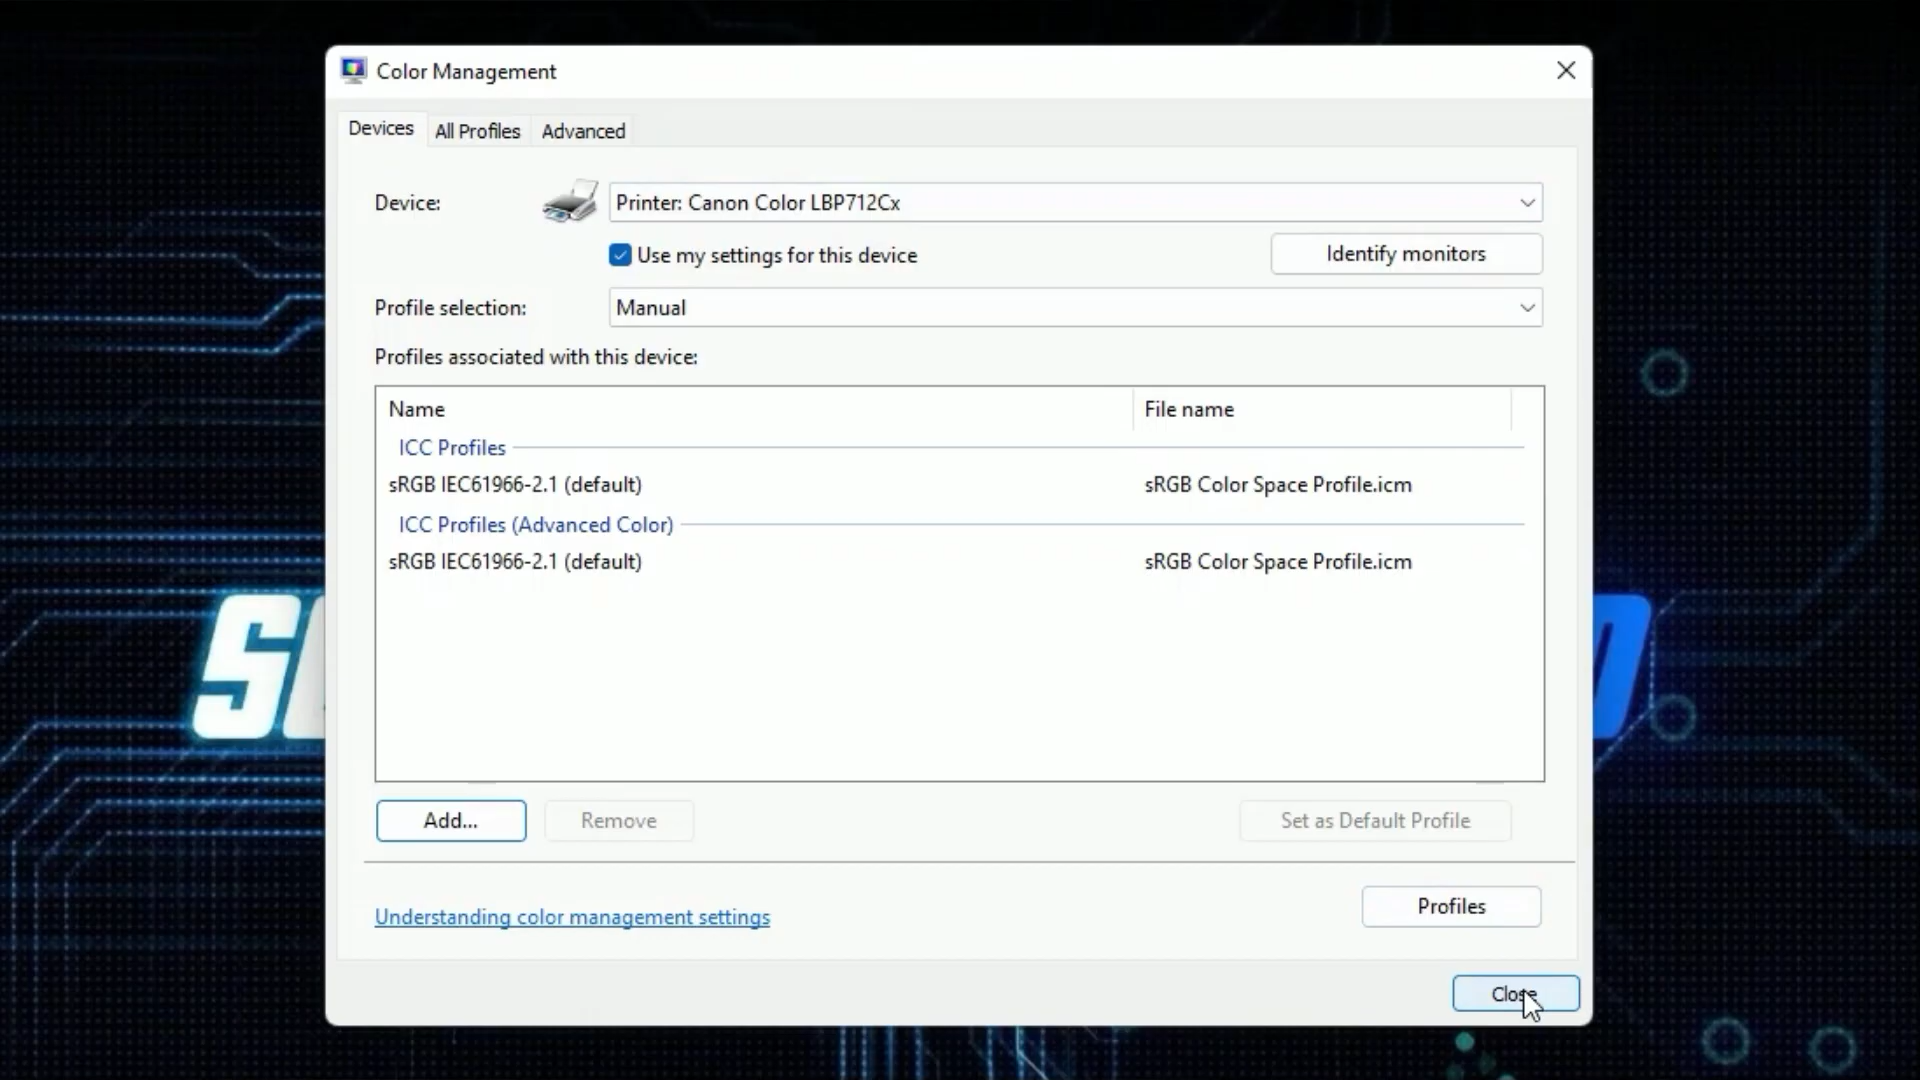 Color Management
Devices All Profiles Advanced
Device: Printer: Canon Color LBP712Cx
Use my settings for this device Identify monitors
Profile selection: Manual
Profiles associated with this device:
Name File name
ICC Profiles
sRGB IEC61966-2.1 (default) sRGB Color Space Profile.icm
ICC Profiles (Advanced Color)
sRGB IEC61966-2.1 (default) sRGB Color Space Profile.icm
Add... Remove Set as Default Profile
Understanding color management settings Profiles
Close